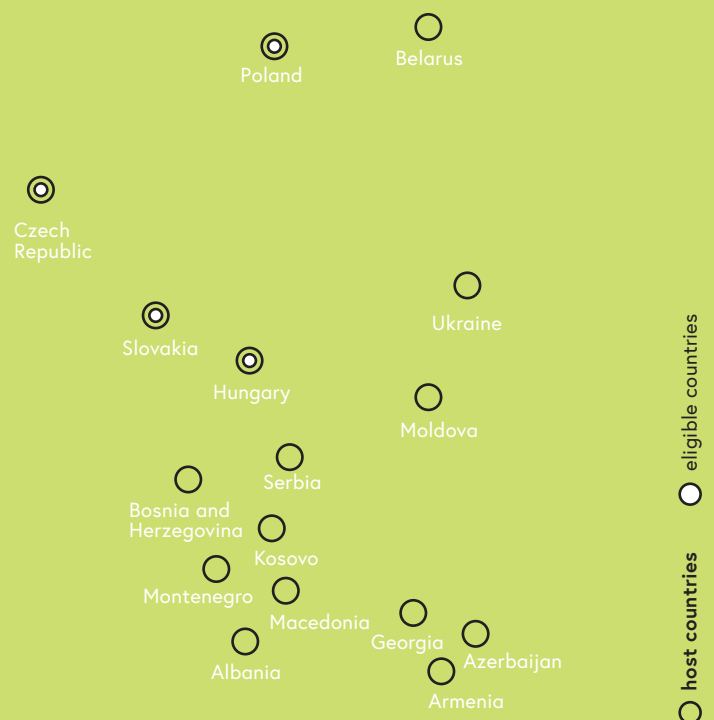 Belarus
Poland
Czech
Republic
Ukraine
Slovakia
Hungary
Moldova
Serbia
Bosnia and
Herzegovina
Kosovo
Montenegro
Macedonia
Georgia
Azerbaijan
Albania
Armenia
eligible countries
host countries